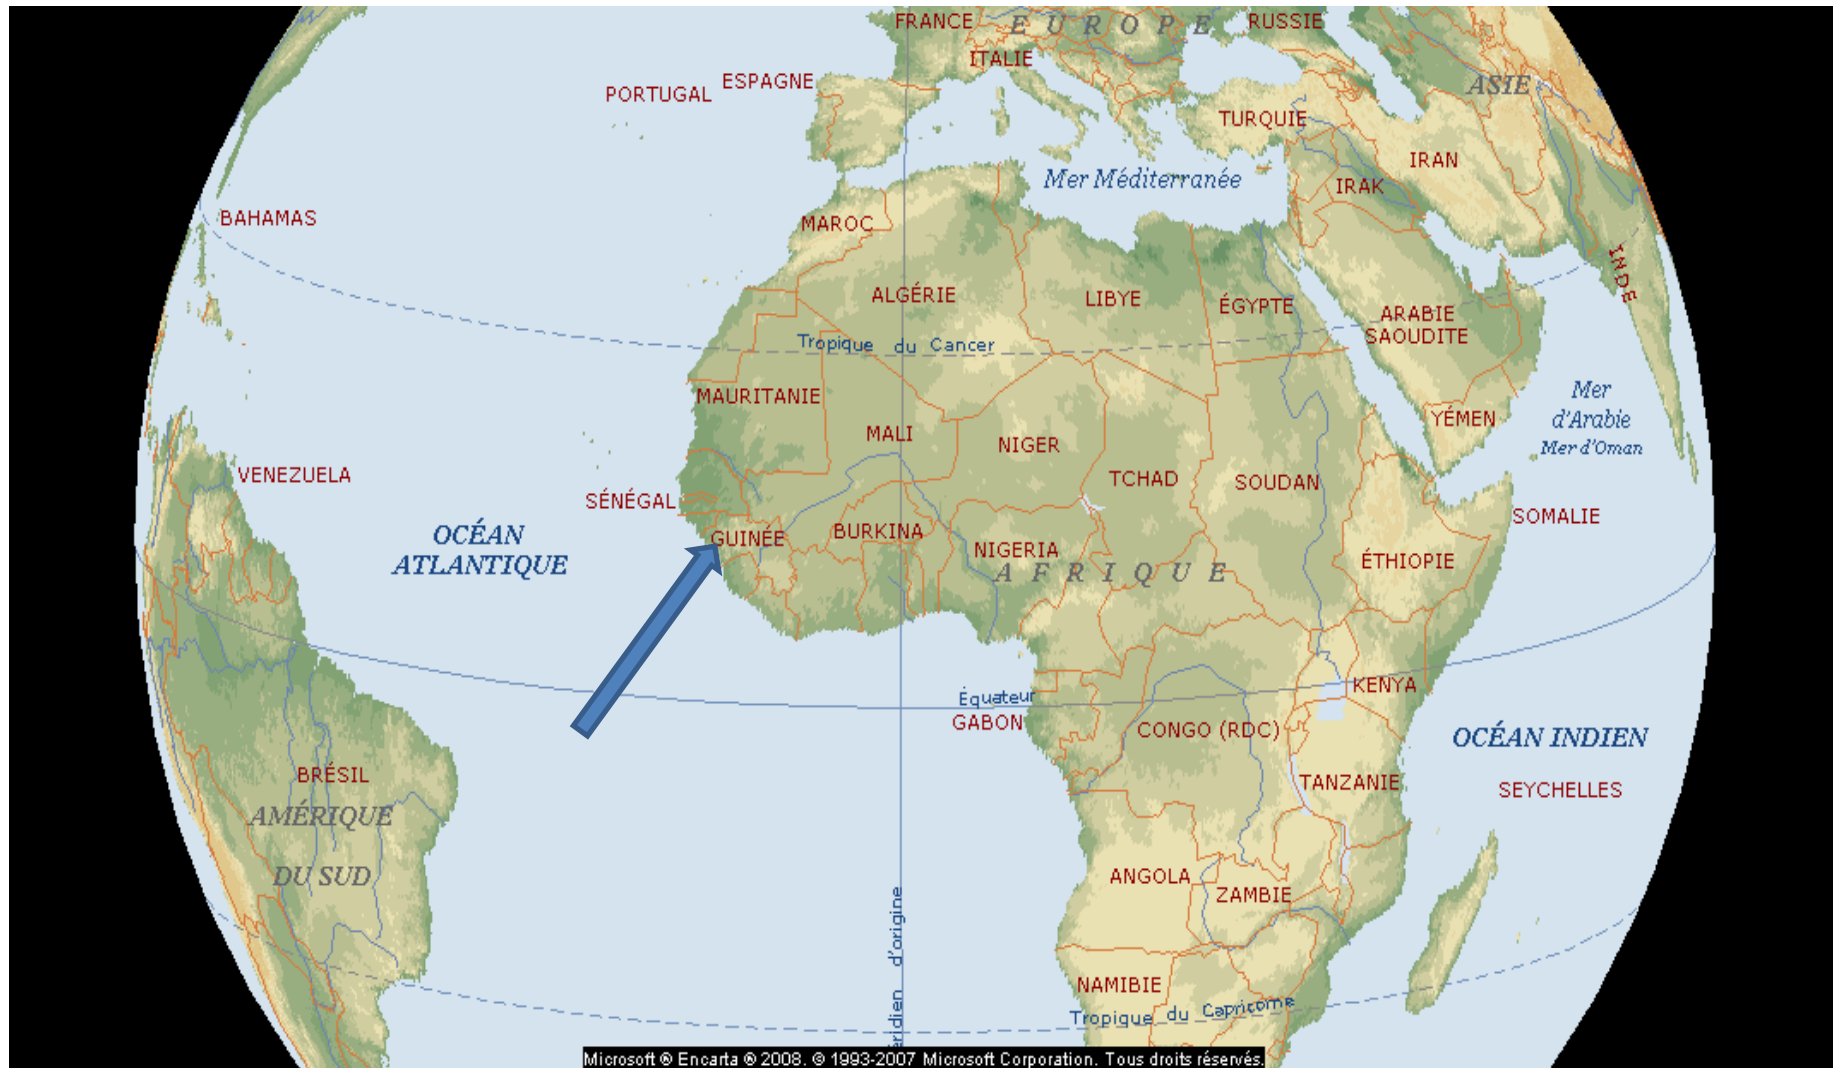 FRANCE
EUROPE
RUSSIE
ITALIE
ESPAGNE
PORTUGAL
ASIE
TURQUIE
IRAN
Mer Méditerranée
IRAK
BAHAMAS
MAROC
INDE
ALGÉRIE
LIBYE
ÉGYPTE
ARABIE
SAOUDITE
Tropique du Cancer
MAURITANIE
Mer
d'Arabie
Mer d'Oman
YÉMEN
MALI
NIGER
TCHAD
SOUDAN
VENEZUELA
SÉNÉGAL
SOMALIE
OCÉAN
ATLANTIQUE
GUINÉE
BURKINA
NIGERIA
ÉTHIOPIE
AFRIQUE
KENYA
Équateur
GABON
CONGO (RDC)
OCÉAN INDIEN
BRÉSIL
TANZANIE
SEYCHELLES
AMÉRIQUE
DU SUD
ANGOLA
ZAMBIE
éridien d'origine
NAMIBIE
Tropique du Capricorne
Microsoft ® Encarta ® 2008. © 1993-2007 Microsoft Corporation. Tous droits réservés.